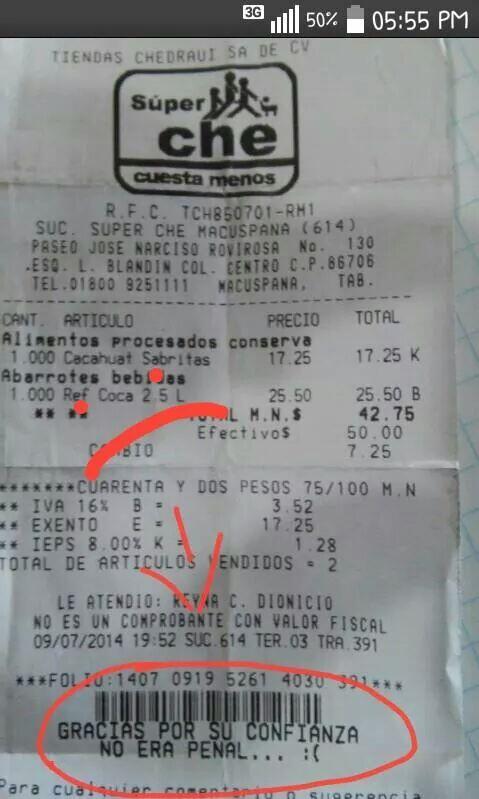 3G 50% 05:55 PM
TIENDAS CHEDRAUI SA DE CV
Súper
che
cuesta menos
R.F.C. TCH850701-RM1
SUC. SUPER CHE MACUSPANA (614)
PASEO JOSE NARCISO ROVIROSA No. 130
.ESQ. L. BLANDIN COL. CENTRO C.P.86706
TEL.01800 9251111 MACUSPANA, TAB.
CANT. ARTICULO PRECIO TOTAL
Alimentos procesados conserva
1.000 Cacahuat Sabritas 17.25 17.25 K
Abarrotes bebidas
1.000 Ref Coca 2.5 L 25.50 25.50 B
** ** TOTAL M.N.$ 42.75
Efectivo$ 50.00
CAMBIO 7.25
*******CUARENTA Y DOS PESOS 75/100 M.N
** IVA 16% B = 3.52
** EXENTO E = 17.25
** IEPS 8.00% K = 1.28
TOTAL DE ARTICULOS VENDIDOS = 2
LE ATENDIO: REYNA C. DIONICIO
NO ES UN COMPROBANTE CON VALOR FISCAL
09/07/2014 19:52 SUC.614 TER.03 TRA.391
***FOLIO:1407 0919 5261 4030 391***
GRACIAS POR SU CONFIANZA
NO ERA PENAL... :(
Para cualquier comentario o sugerencia